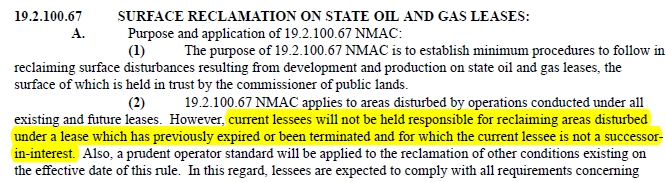 19.2.100.67 SURFACE RECLAMATION ON STATE OIL AND GAS LEASES:
A. Purpose and application of 19.2.100.67 NMAC:
(1) The purpose of 19.2.100.67 NMAC is to establish minimum procedures to follow in
reclaiming surface disturbances resulting from development and production on state oil and gas leases, the
surface of which is held in trust by the commissioner of public lands.
(2) 19.2.100.67 NMAC applies to areas disturbed by operations conducted under all
existing and future leases. However, current lessees will not be held responsible for reclaiming areas disturbed
under a lease which has previously expired or been terminated and for which the current lessee is not a successor-
in-interest. Also, a prudent operator standard will be applied to the reclamation of other conditions existing on
the effective date of this rule. In this regard, lessees are expected to comply with all requirements concerning